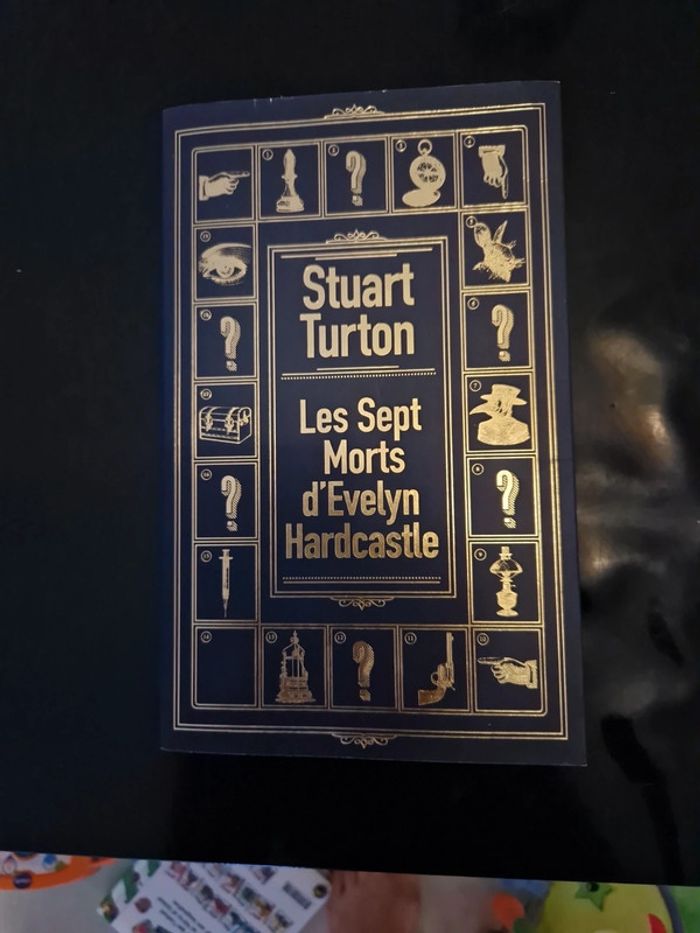 Stuart
Turton
Les Sept
Morts
d'Evelyn
Hardcastle